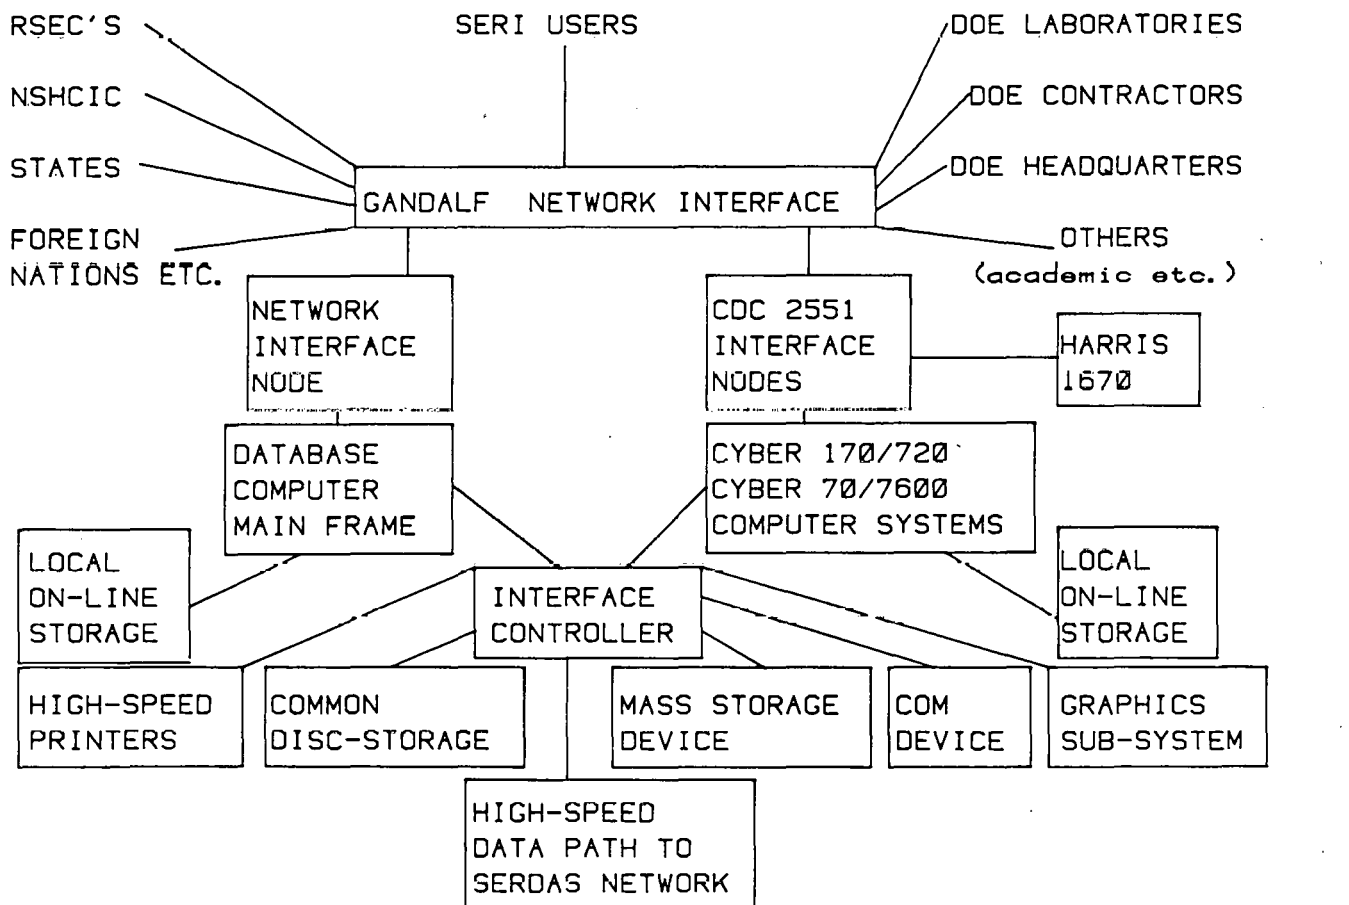 RSEC'S
SERI USERS
DOE LABORATORIES
NSHCIC
DOE CONTRACTORS
STATES
DOE HEADQUARTERS
GANDALF NETWORK INTERFACE
FOREIGN
NATIONS ETC.
OTHERS
(academic etc.)
NETWORK
INTERFACE
NODE
CDC 2551
INTERFACE
NODES
HARRIS
1670
DATABASE
COMPUTER
MAIN FRAME
CYBER 170/720
CYBER 70/7600
COMPUTER SYSTEMS
LOCAL
ON-LINE
STORAGE
INTERFACE
CONTROLLER
LOCAL
ON-LINE
STORAGE
HIGH-SPEED
PRINTERS
COMMON
DISC-STORAGE
MASS STORAGE
DEVICE
COM
DEVICE
GRAPHICS
SUB-SYSTEM
HIGH-SPEED
DATA PATH TO
SERDAS NETWORK